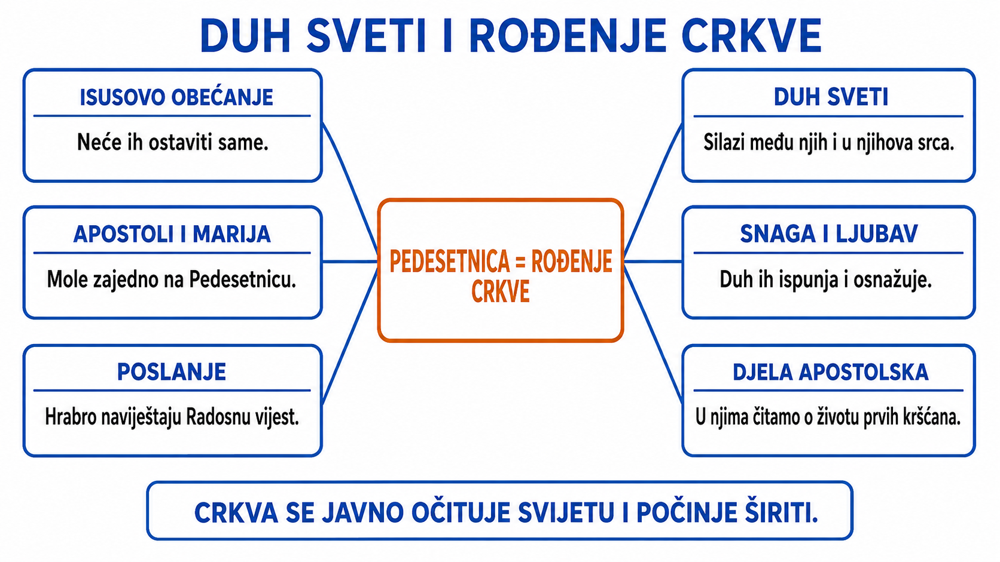 DUH SVETI I ROĐENJE CRKVE
ISUSOVO OBEĆANJE
Neće ih ostaviti same.
APOSTOLI I MARIJA
Mole zajedno na Pedesetnicu.
POSLANJE
Hrabro naviještaju Radosnu vijest.
PEDESETNICA = ROĐENJE
CRKVE
DUH SVETI
Silazi među njih i u njihova srca.
SNAGA I LJUBAV
Duh ih ispunja i osnažuje.
DJELA APOSTOLSKA
U njima čitamo o životu prvih kršćana.
CRKVA SE JAVNO OČITUJE SVIJETU I POČINJE ŠIRITI.